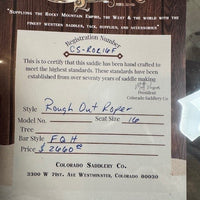 "Supplying the Rocky Mountain Empire, the West & the world with the
finest western saddles, tack, supplies, and accessories"
Registration Number
CS-ROR16F
This is to certify that this saddle has been hand crafted to
meet the highest standards. These standards have been
established from over seventy years of saddle making
President
Colorado Saddlery Co.
Style Rough Out Roper
Model No. Seat Size 16
Tree
Bar Style FQH
Price $2660
Colorado Saddlery Co.
3300 W 71st. Ave Westminster, Colorado 80030